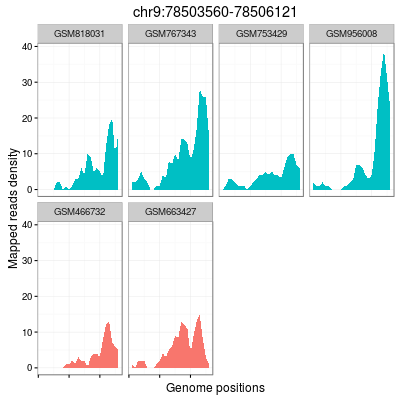 chr9:78503560-78506121
GSM818031 GSM767343 GSM753429 GSM956008
40
30
20
10
0
GSM466732 GSM663427
40
30
20
10
0
Mapped reads density
Genome positions